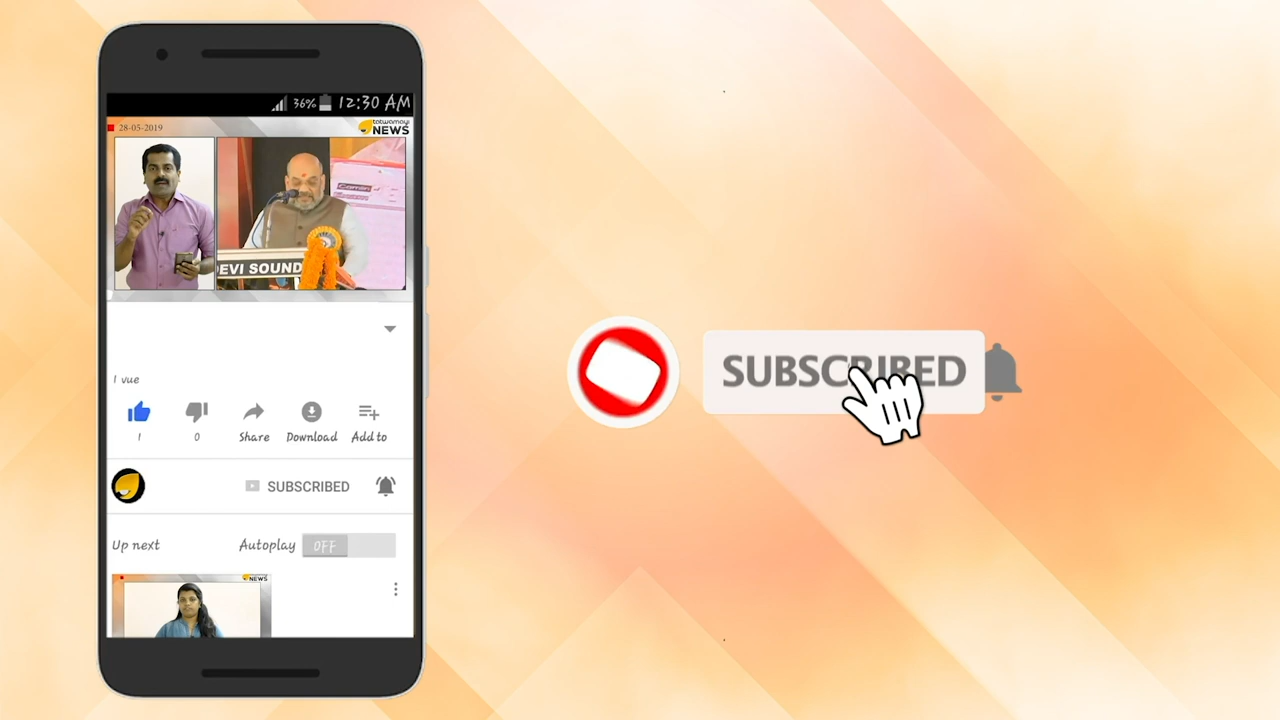 36% 12:30 AM
28-05-2019
tatwamayi
NEWS
DEVI SOUND
1 vue
1 0 Share Download Add to
SUBSCRIBED
Up next Autoplay OFF
NEWS
SUBSCRIBED